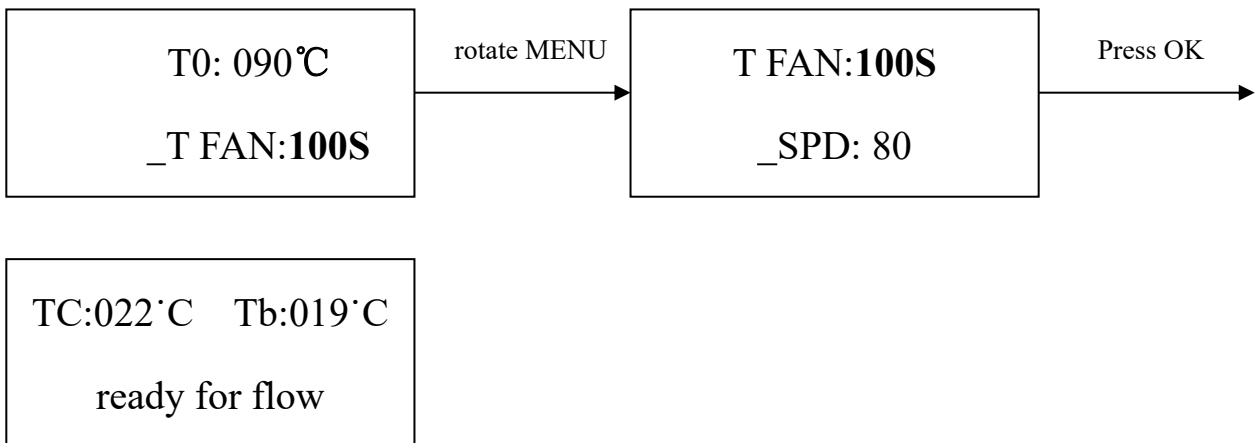 T0: 090℃
_T FAN:100S
rotate MENU
T FAN:100S
_SPD: 80
Press OK
TC:022˙C Tb:019˙C
ready for flow